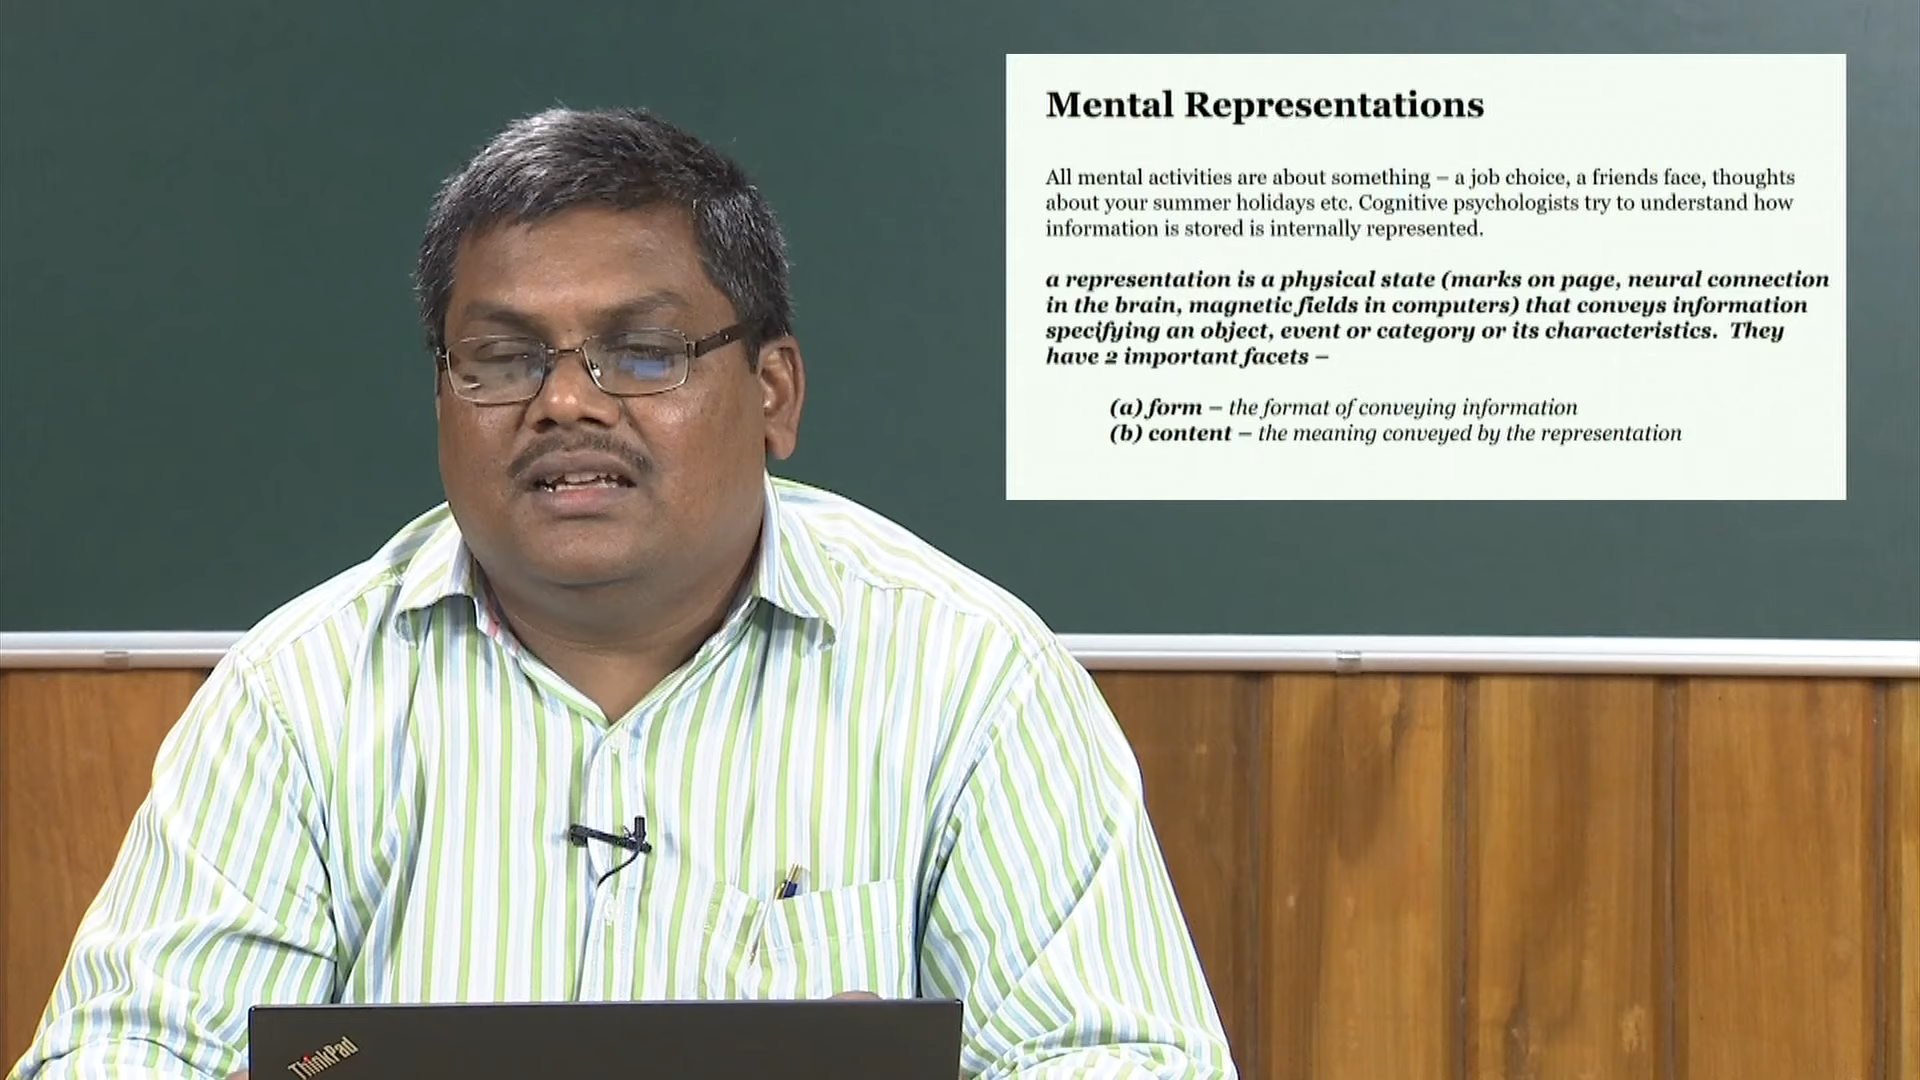 Mental Representations
All mental activities are about something – a job choice, a friends face, thoughts
about your summer holidays etc. Cognitive psychologists try to understand how
information is stored is internally represented.
a representation is a physical state (marks on page, neural connection
in the brain, magnetic fields in computers) that conveys information
specifying an object, event or category or its characteristics. They
have 2 important facets –
(a) form – the format of conveying information
(b) content – the meaning conveyed by the representation
ThinkPad